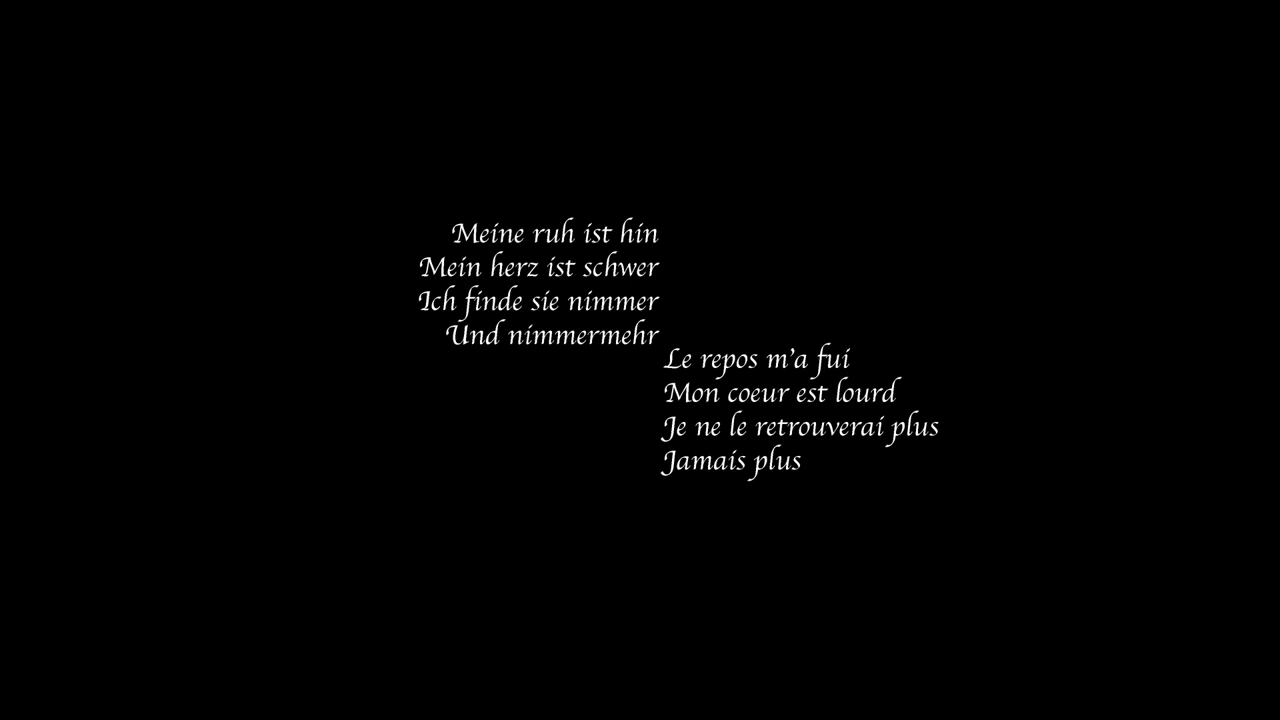 Meine ruh ist hin
Mein herz ist schwer
Ich finde sie nimmer
Und nimmermehr
Le repos m'a fui
Mon coeur est lourd
Je ne le retrouverai plus
Jamais plus